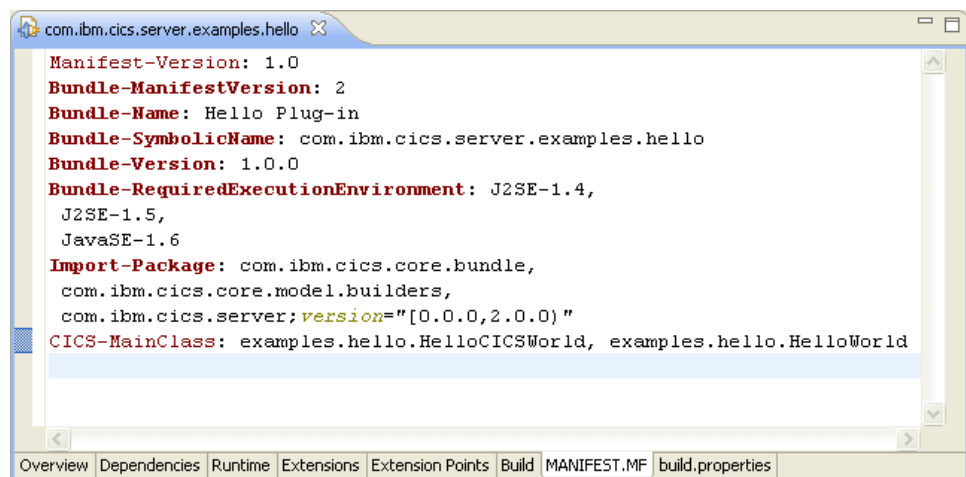 com.ibm.cics.server.examples.hello
Manifest-Version: 1.0
Bundle-ManifestVersion: 2
Bundle-Name: Hello Plug-in
Bundle-SymbolicName: com.ibm.cics.server.examples.hello
Bundle-Version: 1.0.0
Bundle-RequiredExecutionEnvironment: J2SE-1.4,
 J2SE-1.5,
 JavaSE-1.6
Import-Package: com.ibm.cics.core.bundle,
 com.ibm.cics.core.model.builders,
 com.ibm.cics.server;version="[0.0.0,2.0.0)"
CICS-MainClass: examples.hello.HelloCICSWorld, examples.hello.HelloWorld
Overview Dependencies Runtime Extensions Extension Points Build MANIFEST.MF build.properties